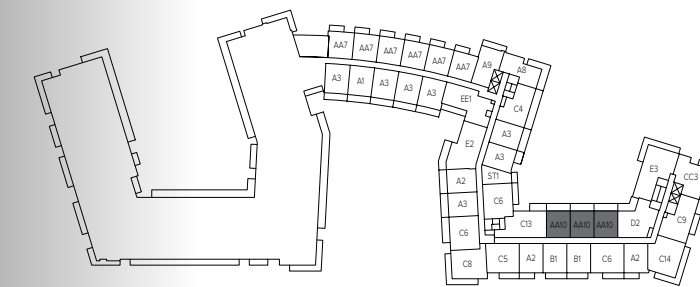 AA7 AA7 AA7 AA7 AA7 AA7 A9 A8
A3 A1 A3 A3 A3 EE1 C4
A3
E2 A3
ST1
A2
A3 C6
C6
C8
E3 CC3
C9
C13 AA10 AA10 AA10 D2
C5 A2 B1 B1 C6 A2 C14